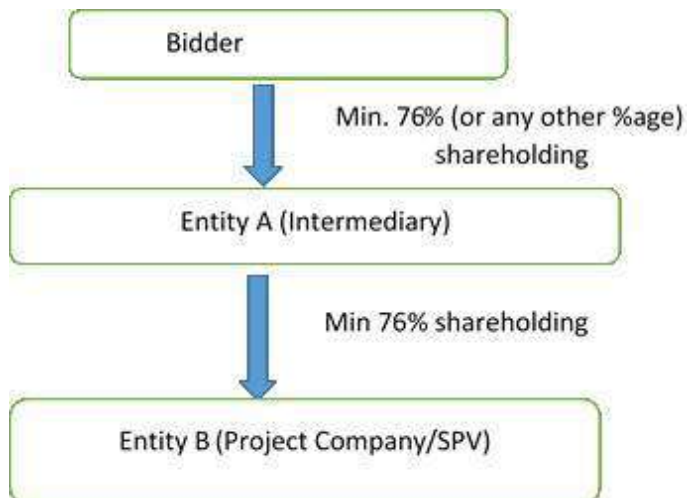 Bidder
Min. 76% (or any other %age)
shareholding
Entity A (Intermediary)
Min 76% shareholding
Entity B (Project Company/SPV)